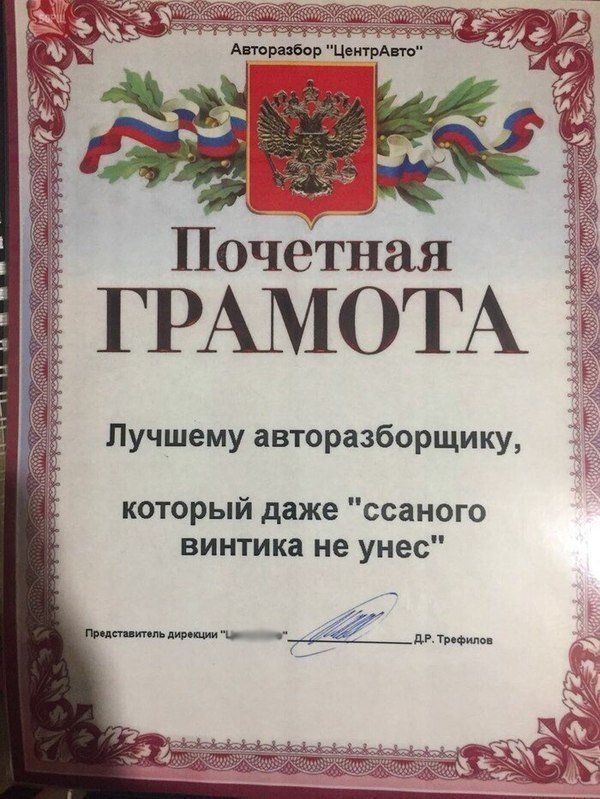 Авторазбор "ЦентрАвто"
Почетная
ГРАМОТА
Лучшему авторазборщику,
который даже "ссаного
винтика не унес"
Представитель дирекции "Ц о" Д.Р. Трефилов